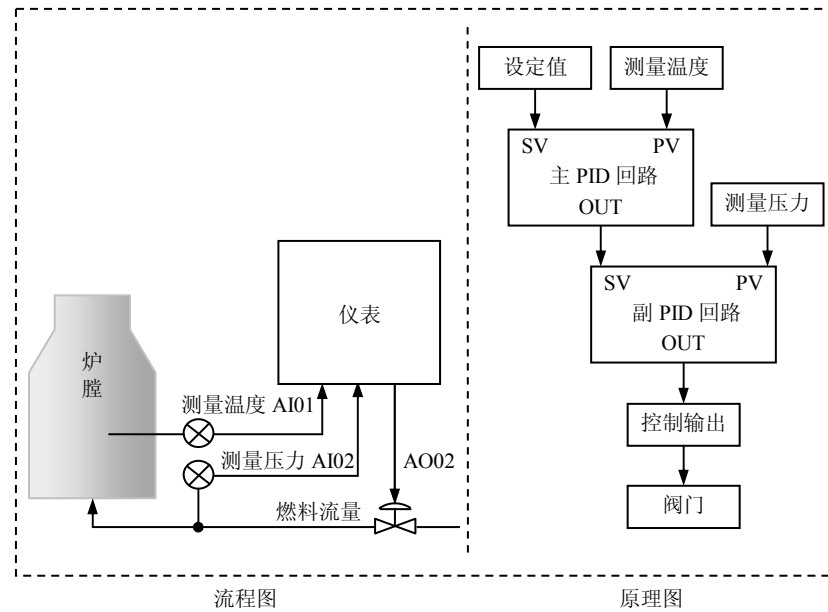 设定值
测量温度
SV PV
主 PID 回路
OUT
测量压力
SV PV
副 PID 回路
OUT
控制输出
阀门
仪表
炉
膛
测量温度 AI01
测量压力 AI02
AO02
燃料流量
流程图
原理图